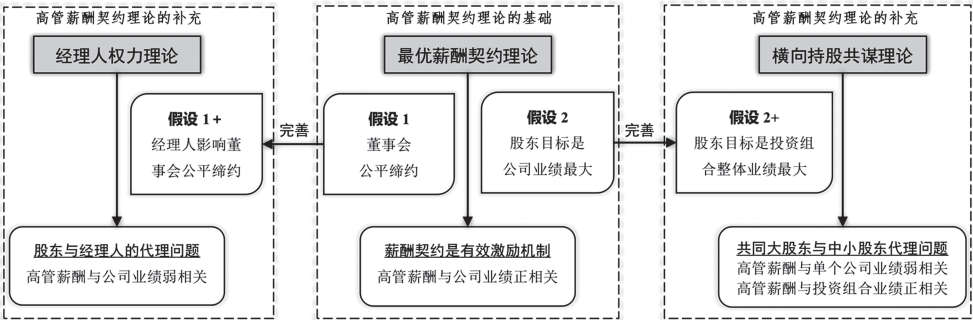 高管薪酬契约理论的补充
经理人权力理论
假设 1+
经理人影响董
事会公平缔约
股东与经理人的代理问题
高管薪酬与公司业绩弱相关
完善
高管薪酬契约理论的基础
最优薪酬契约理论
假设 1
董事会
公平缔约
假设 2
股东目标是
公司业绩最大
薪酬契约是有效激励机制
高管薪酬与公司业绩正相关
完善
高管薪酬契约理论的补充
横向持股共谋理论
假设 2+
股东目标是投资组
合整体业绩最大
共同大股东与中小股东代理问题
高管薪酬与单个公司业绩弱相关
高管薪酬与投资组合业绩正相关